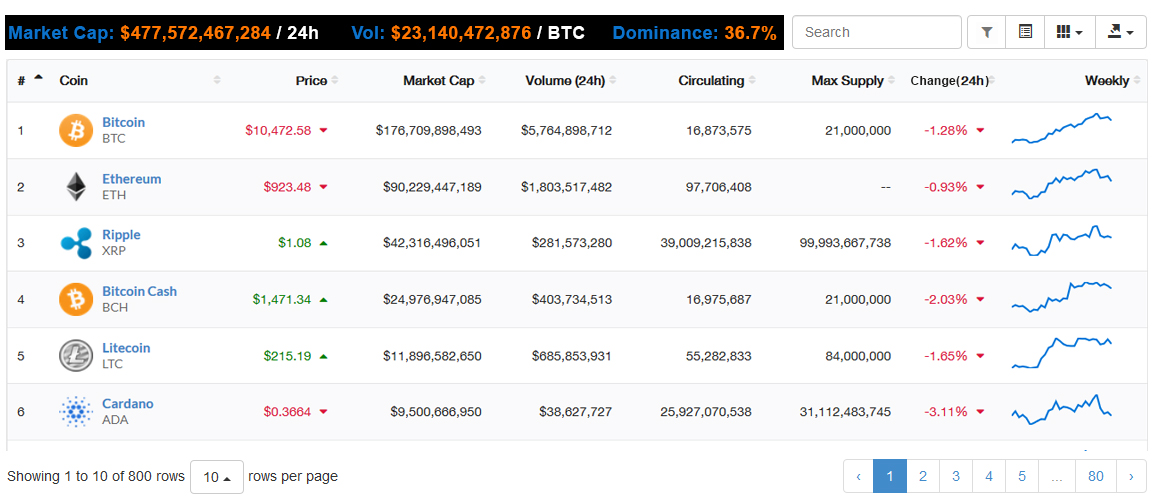 Market Cap: $477,572,467,284 / 24h Vol: $23,140,472,876 / BTC Dominance: 36.7% Search
# Coin Price Market Cap Volume (24h) Circulating Max Supply Change(24h) Weekly
1 Bitcoin $10,472.58 $176,709,898,493 $5,764,898,712 16,873,575 21,000,000 -1.28%
BTC
2 Ethereum $923.48 $90,229,447,189 $1,803,517,482 97,706,408 -- -0.93%
ETH
3 Ripple $1.08 $42,316,496,051 $281,573,280 39,009,215,838 99,993,667,738 -1.62%
XRP
4 Bitcoin Cash $1,471.34 $24,976,947,085 $403,734,513 16,975,687 21,000,000 -2.03%
BCH
5 Litecoin $215.19 $11,896,582,650 $685,853,931 55,282,833 84,000,000 -1.65%
LTC
6 Cardano $0.3664 $9,500,666,950 $38,627,727 25,927,070,538 31,112,483,745 -3.11%
ADA
Showing 1 to 10 of 800 rows 10 rows per page ‹ 1 2 3 4 5 ... 80 ›